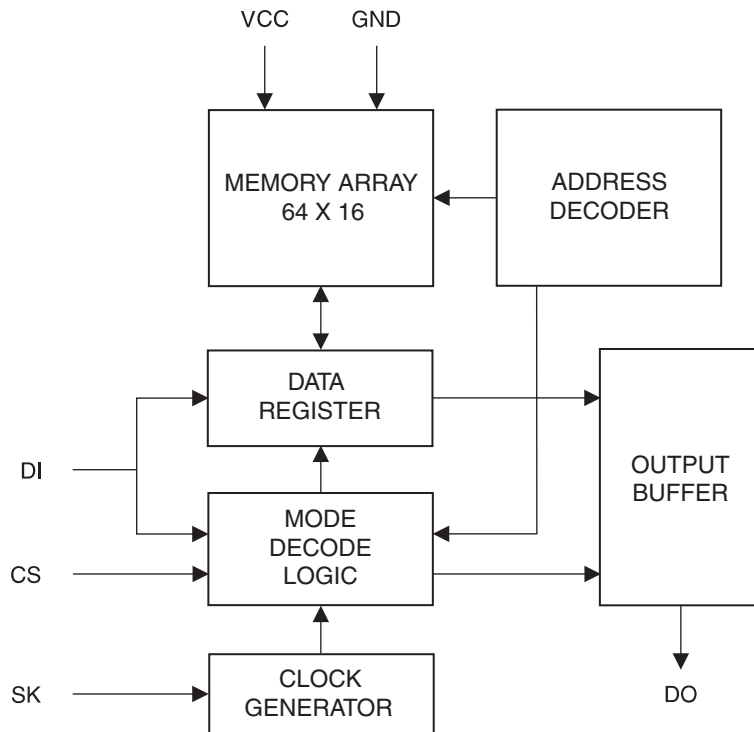 VCC
GND
MEMORY ARRAY
64 X 16
ADDRESS
DECODER
DATA
REGISTER
OUTPUT
BUFFER
DI
MODE
DECODE
LOGIC
CS
CLOCK
GENERATOR
SK
DO